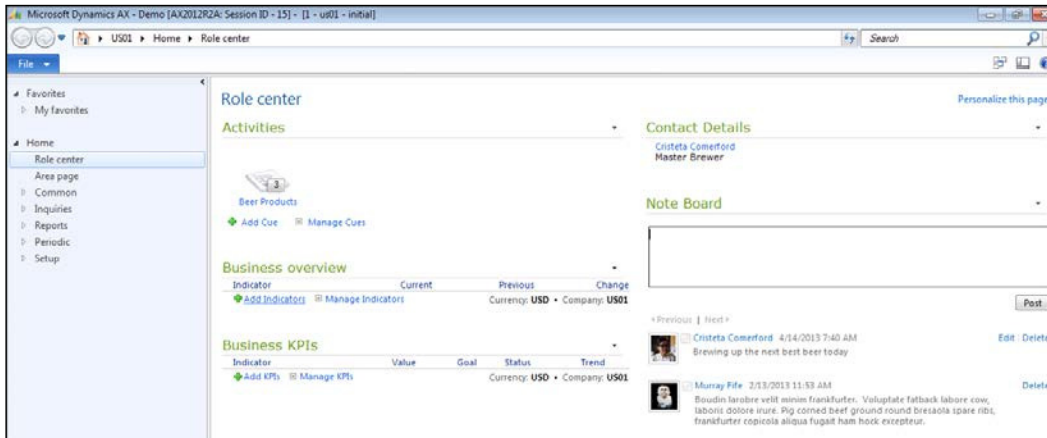 Microsoft Dynamics AX - Demo [AX2012R2A: Session ID - 15] - [1 - us01 - initial]
US01 Home Role center
Search
File
Favorites
My favorites
Home
Role center
Area page
Common
Inquiries
Reports
Periodic
Setup
Role center
Personalize this page
Activities
3
Beer Products
Add Cue Manage Cues
Business overview
Indicator Current Previous Change
Add Indicators Manage Indicators Currency: USD • Company: US01
Business KPIs
Indicator Value Goal Status Trend
Add KPIs Manage KPIs Currency: USD • Company: US01
Contact Details
Cristeta Comerford
Master Brewer
Note Board
Post
Previous | Next
Cristeta Comerford 4/14/2013 7:40 AM Edit Delete
Brewing up the next best beer today
Murray Fife 2/13/2013 11:53 AM Delete
Boudin larobre velit minim frankfurter. Voluptate fatback labore cow,
laboris dolore irure. Pig corned beef ground round bresaola spare ribs,
frankfurter copicola aliqua fugait ham hock excepteur.